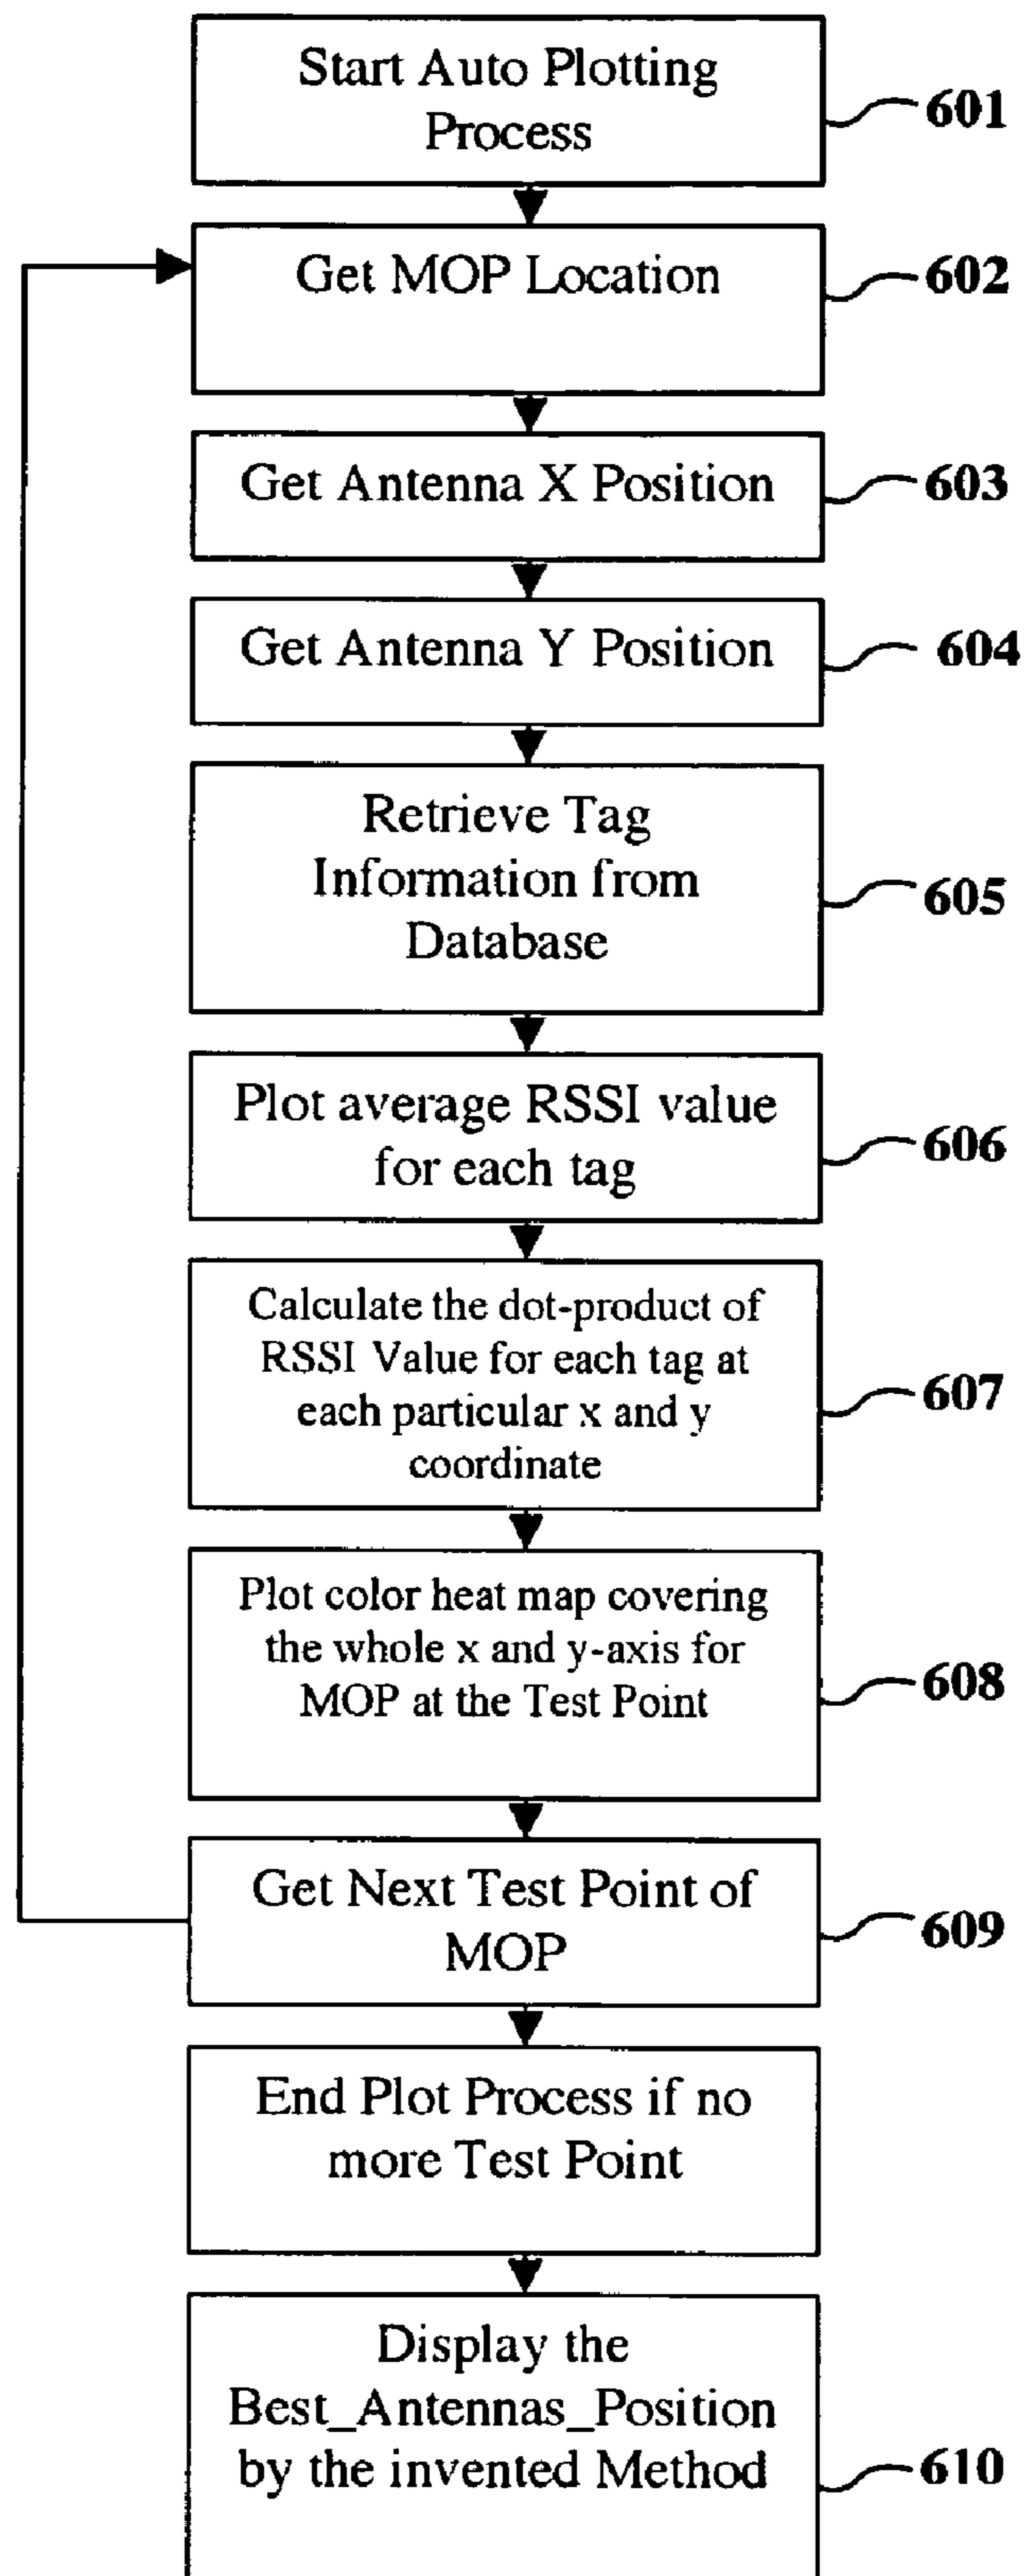 Start Auto Plotting
Process
601
Get MOP Location
602
Get Antenna X Position
603
Get Antenna Y Position
604
Retrieve Tag
Information from
Database
605
Plot average RSSI value
for each tag
606
Calculate the dot-product of
RSSI Value for each tag at
each particular x and y
coordinate
607
Plot color heat map covering
the whole x and y-axis for
MOP at the Test Point
608
Get Next Test Point of
MOP
609
End Plot Process if no
more Test Point
Display the
Best_Antennas_Position
by the invented Method
610